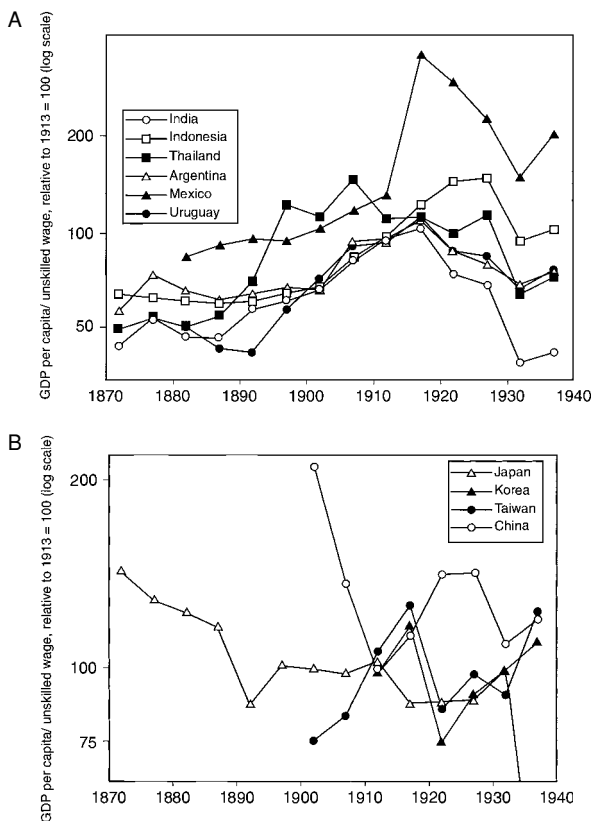 A
GDP per capita/ unskilled wage, relative to 1913 = 100 (log scale)
200
100
50
India
Indonesia
Thailand
Argentina
Mexico
Uruguay
1870 1880 1890 1900 1910 1920 1930 1940
B
GDP per capita/ unskilled wage, relative to 1913 = 100 (log scale)
200
100
75
Japan
Korea
Taiwan
China
1870 1880 1890 1900 1910 1920 1930 1940